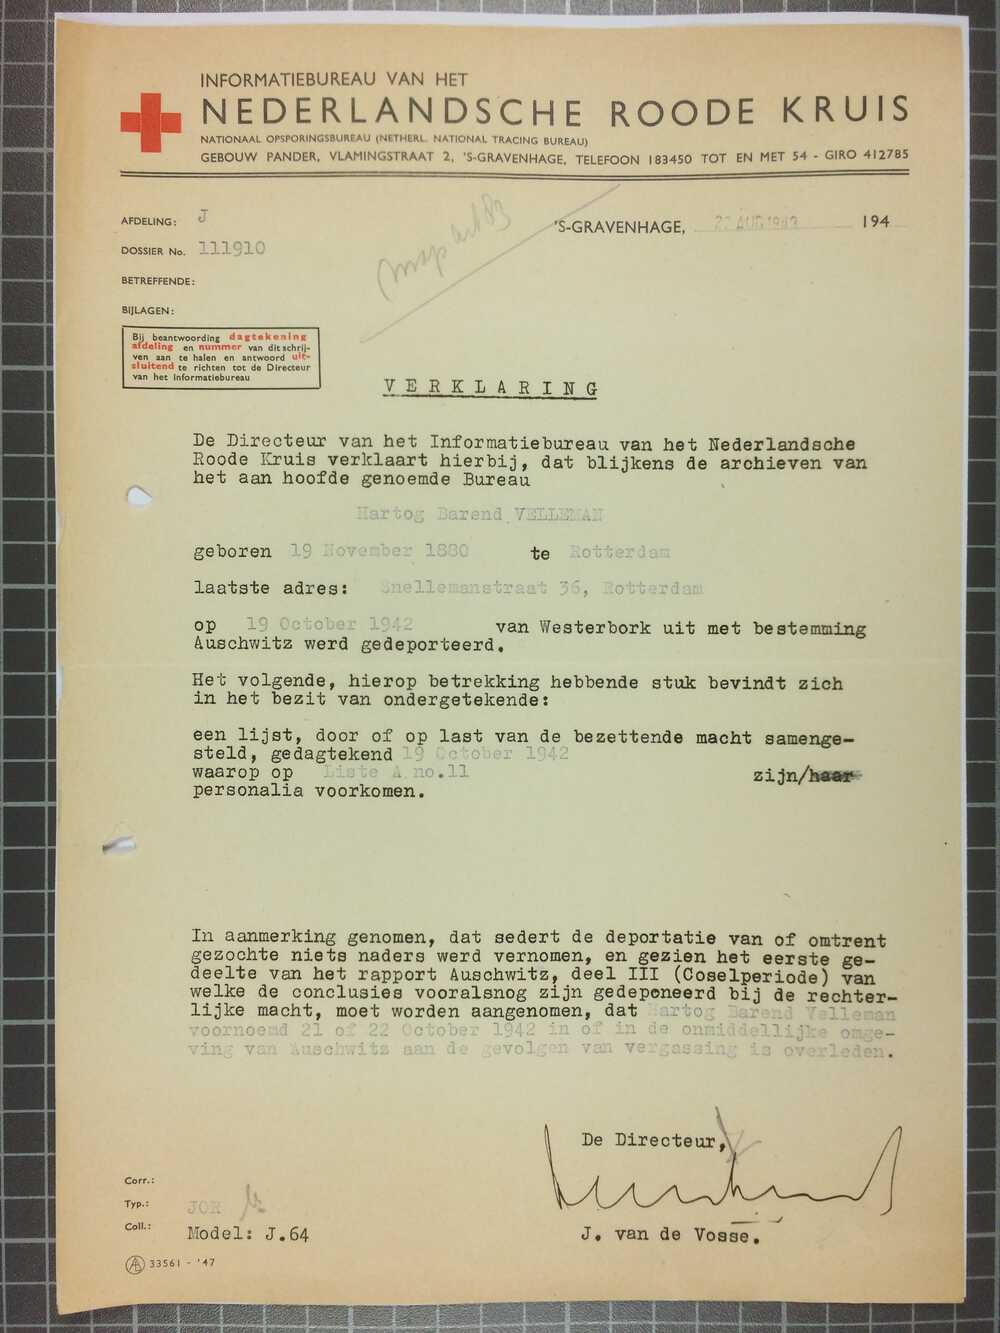 INFORMATIEBUREAU VAN HET
NEDERLANDSCHE ROODE KRUIS
NATIONAAL OPSPORINGSBUREAU (NETHERL. NATIONAL TRACING BUREAU)
GEBOUW PANDER, VLAMINGSTRAAT 2, 'S-GRAVENHAGE, TELEFOON 183450 TOT EN MET 54 - GIRO 412785
AFDELING: J
'S-GRAVENHAGE, AUG 194
DOSSIER No. 111910
BETREFFENDE:
BIJLAGEN:
Bij beantwoording dagtekening
afdeling en nummer van dit schrij-
ven aan te halen en antwoord uit-
sluitend te richten tot de Directeur
van het Informatiebureau
VERKLARING
De Directeur van het Informatiebureau van het Nederlandsche
Roode Kruis verklaart hierbij, dat blijkens de archieven van
het aan hoofde genoemde Bureau
Hartog Barend VELLEMAN
geboren 19 November 1880 te Rotterdam
laatste adres: Snellemanstraat 36, Rotterdam
op 19 October 1942 van Westerbork uit met bestemming
Auschwitz werd gedeporteerd.
Het volgende, hierop betrekking hebbende stuk bevindt zich
in het bezit van ondergetekende:
een lijst, door of op last van de bezettende macht samenge-
steld, gedagtekend 19 October 1942
waarop op Liste A no.11 zijn/haar
personalia voorkomen.
In aanmerking genomen, dat sedert de deportatie van of omtrent
gezochte niets naders werd vernomen, en gezien het eerste ge-
deelte van het rapport Auschwitz, deel III (Coselperiode) van
welke de conclusies vooralsnog zijn gedeponeerd bij de rechter-
lijke macht, moet worden aangenomen, dat Hartog Barend Velleman
voornoemd 21 of 22 October 1942 in of in de onmiddellijke omge-
ving van Auschwitz aan de gevolgen van vergassing is overleden.
De Directeur,
J. van de Vosse.
Corr.:
Typ.: JOH
Coll.:
Model: J.64
33561 - '47